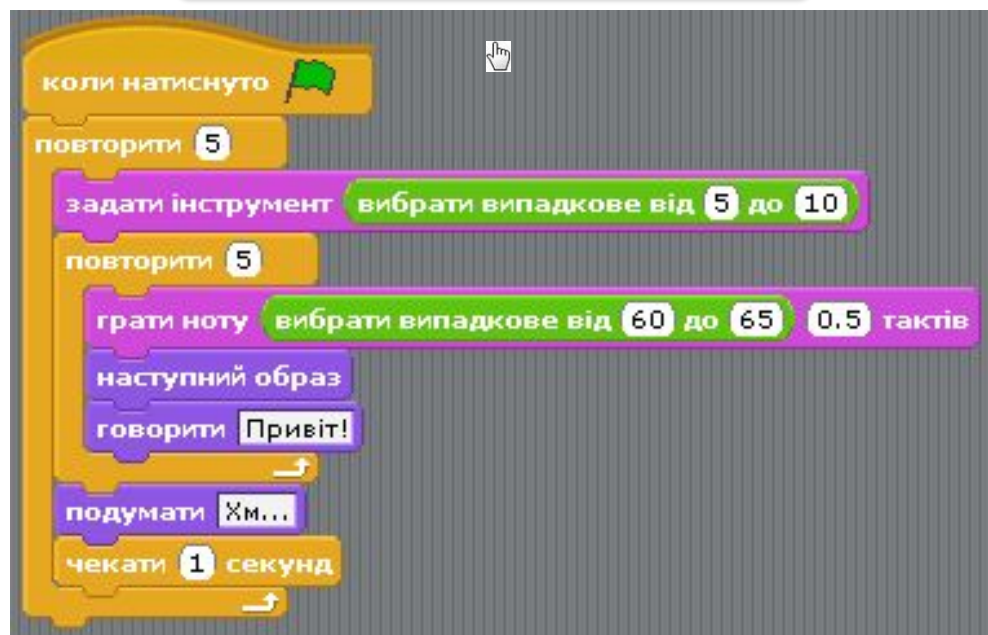 коли натиснуто
повторити 5
задати інструмент вибрати випадкове від 5 до 10
повторити 5
грати ноту вибрати випадкове від 60 до 65 0.5 тактів
наступний образ
говорити Привіт!
подумати Хм...
чекати 1 секунд